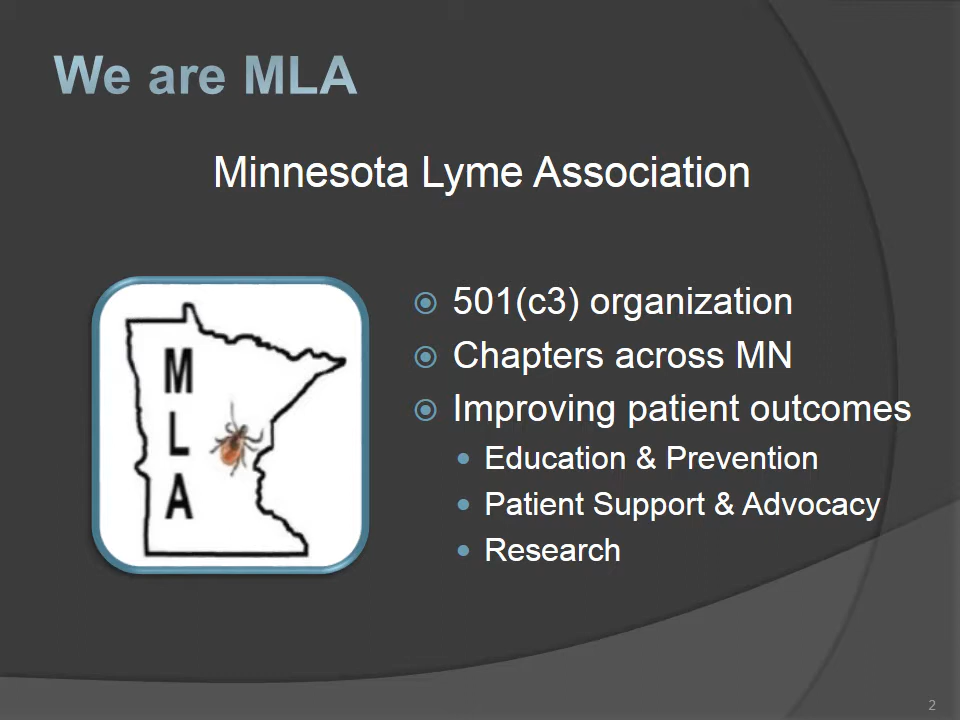 We are MLA
Minnesota Lyme Association
M
L
A
501(c3) organization
Chapters across MN
Improving patient outcomes
Education & Prevention
Patient Support & Advocacy
Research
2